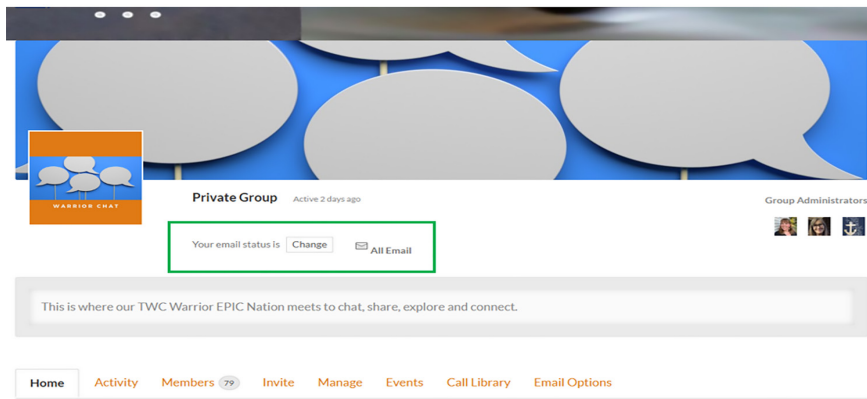 WARRIOR CHAT
Private Group Active 2 days ago
Group Administrators
Your email status is Change All Email
This is where our TWC Warrior EPIC Nation meets to chat, share, explore and connect.
Home Activity Members 79 Invite Manage Events Call Library Email Options